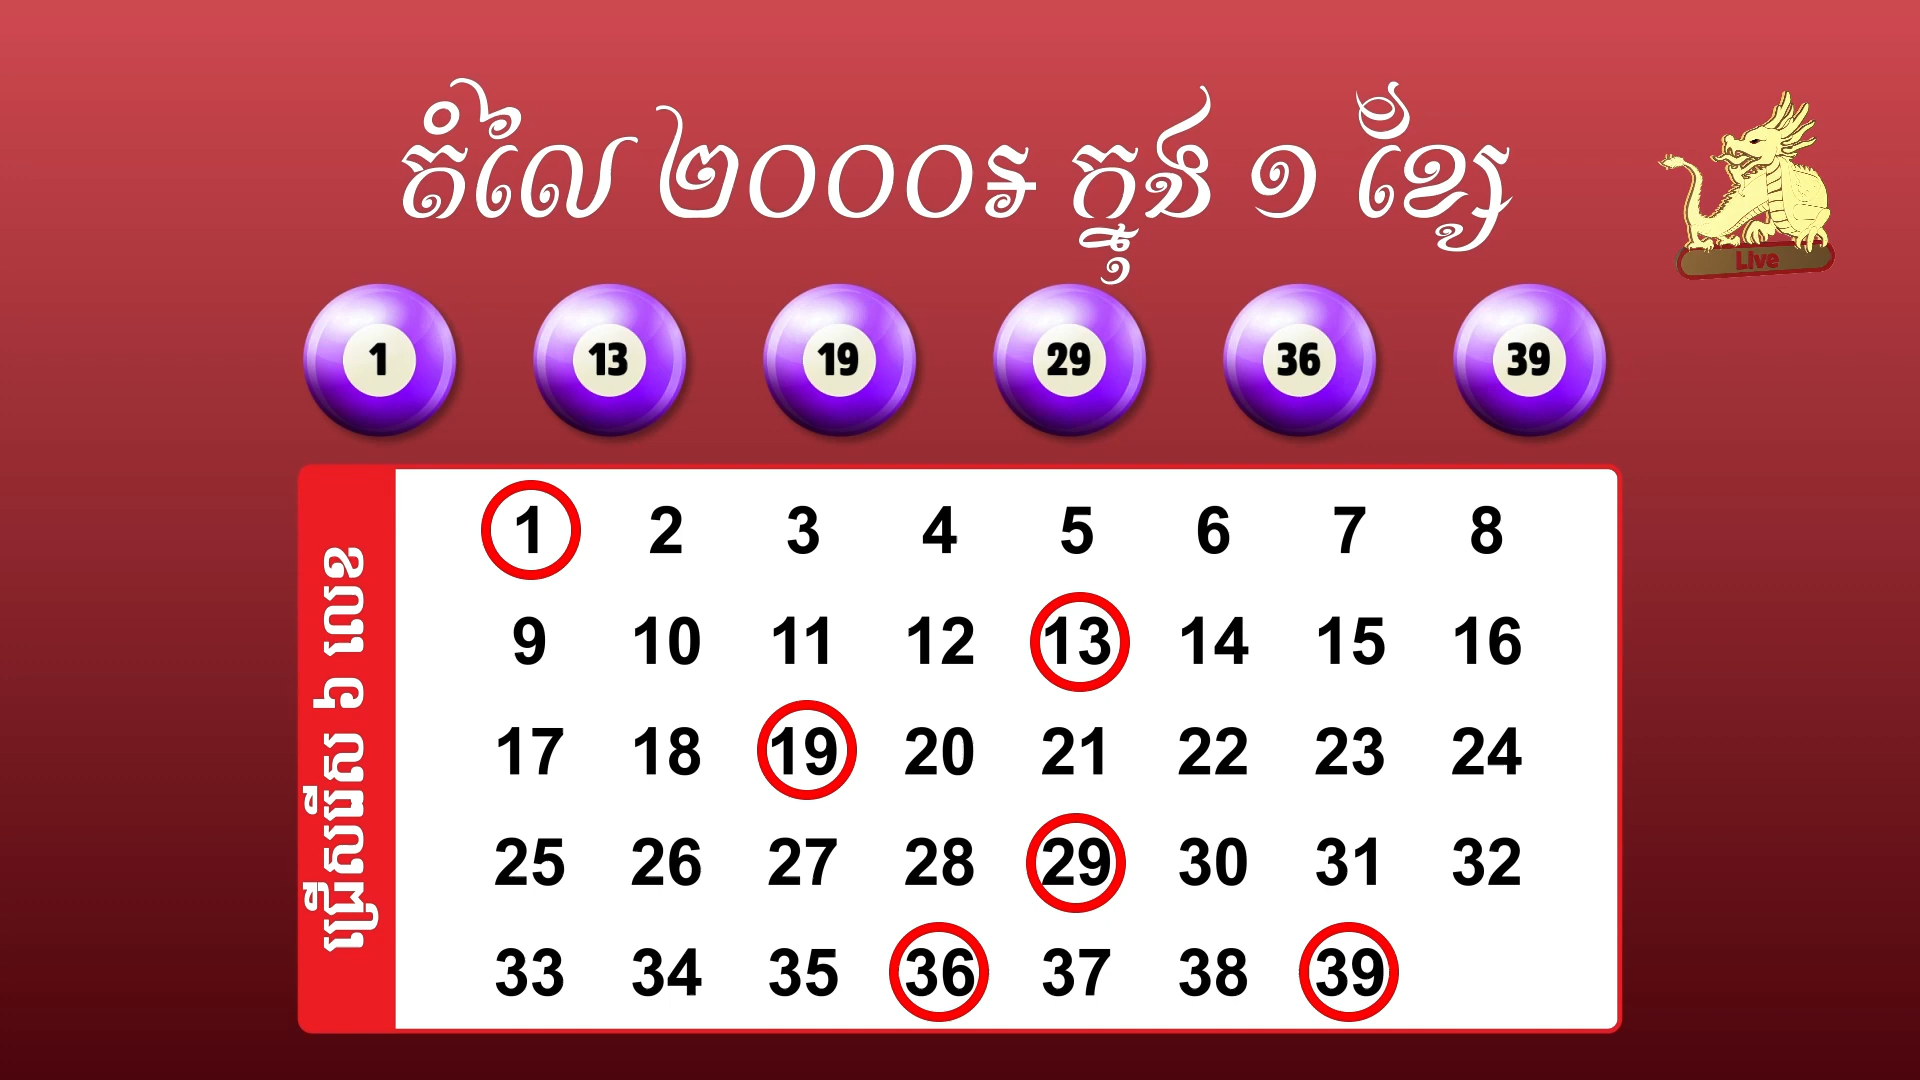 តំលៃ ២០០០៛ ក្នុង ១ ខ្សែ
Live
1 13 19 29 36 39
ជ្រើសរើស ៦ លេខ
1 2 3 4 5 6 7 8
9 10 11 12 13 14 15 16
17 18 19 20 21 22 23 24
25 26 27 28 29 30 31 32
33 34 35 36 37 38 39